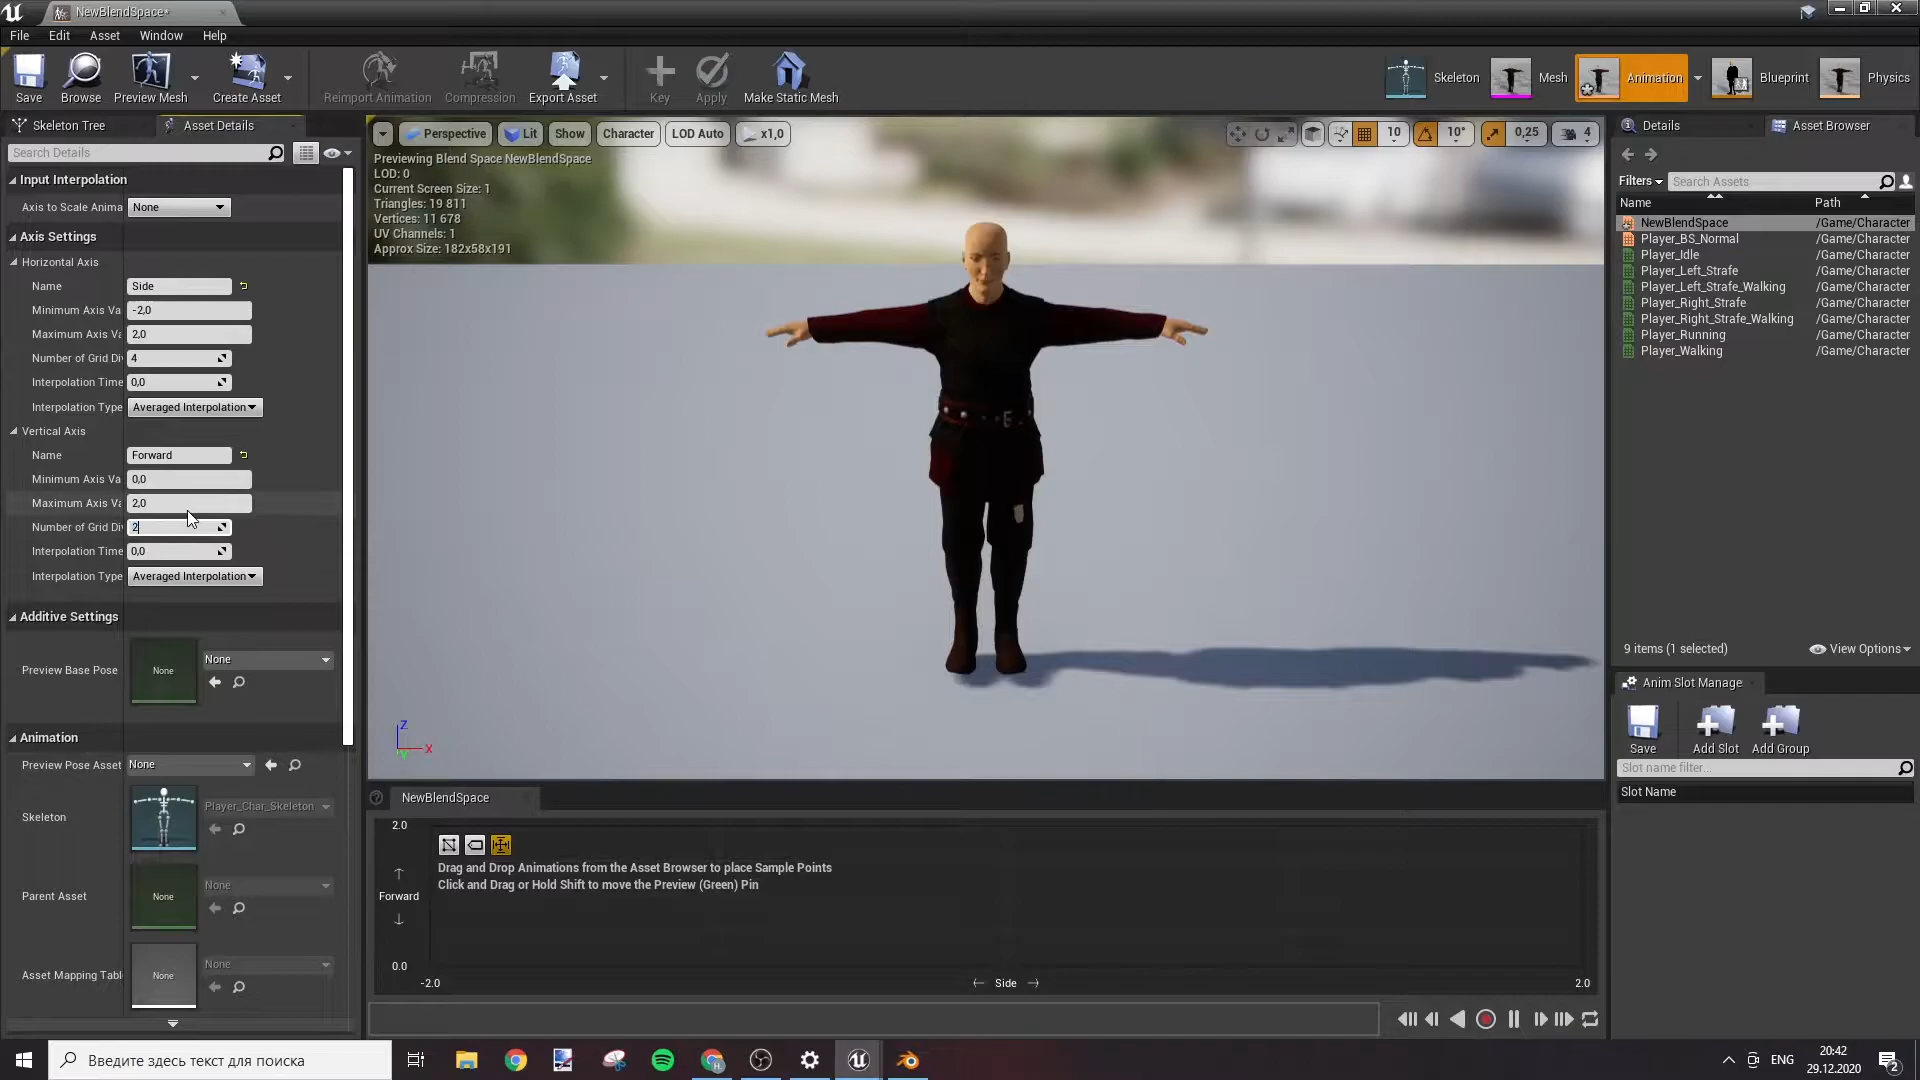 NewBlendSpace*
File Edit Asset Window Help
Save Browse Preview Mesh Create Asset Reimport Animation Compression Export Asset Key Apply Make Static Mesh
Skeleton Mesh Animation Blueprint Physics
Skeleton Tree Asset Details
Search Details
Input Interpolation
Axis to Scale Anima None
Axis Settings
Horizontal Axis
Name Side
Minimum Axis Va -2,0
Maximum Axis Va 2,0
Number of Grid Di 4
Interpolation Time 0,0
Interpolation Type Averaged Interpolation
Vertical Axis
Name Forward
Minimum Axis Va 0,0
Maximum Axis Va 2,0
Number of Grid Di 2
Interpolation Time 0,0
Interpolation Type Averaged Interpolation
Additive Settings
Preview Base Pose None None
Animation
Preview Pose Asset None
Skeleton Player_Char_Skeleton
Parent Asset None None
Asset Mapping Tabl None None
Perspective Lit Show Character LOD Auto x1,0 10 10° 0,25 4
Previewing Blend Space NewBlendSpace
LOD: 0
Current Screen Size: 1
Triangles: 19 811
Vertices: 11 678
UV Channels: 1
Approx Size: 182x58x191
Z
X
Y
NewBlendSpace
2.0
Drag and Drop Animations from the Asset Browser to place Sample Points
Click and Drag or Hold Shift to move the Preview (Green) Pin
Forward
0.0
-2.0 Side 2.0
Details Asset Browser
Filters Search Assets
Name Path
NewBlendSpace /Game/Character
Player_BS_Normal /Game/Character
Player_Idle /Game/Character
Player_Left_Strafe /Game/Character
Player_Left_Strafe_Walking /Game/Character
Player_Right_Strafe /Game/Character
Player_Right_Strafe_Walking /Game/Character
Player_Running /Game/Character
Player_Walking /Game/Character
9 items (1 selected) View Options
Anim Slot Manage
Save Add Slot Add Group
Slot name filter...
Slot Name
Введите здесь текст для поиска
ENG
20:42
29.12.2020
2